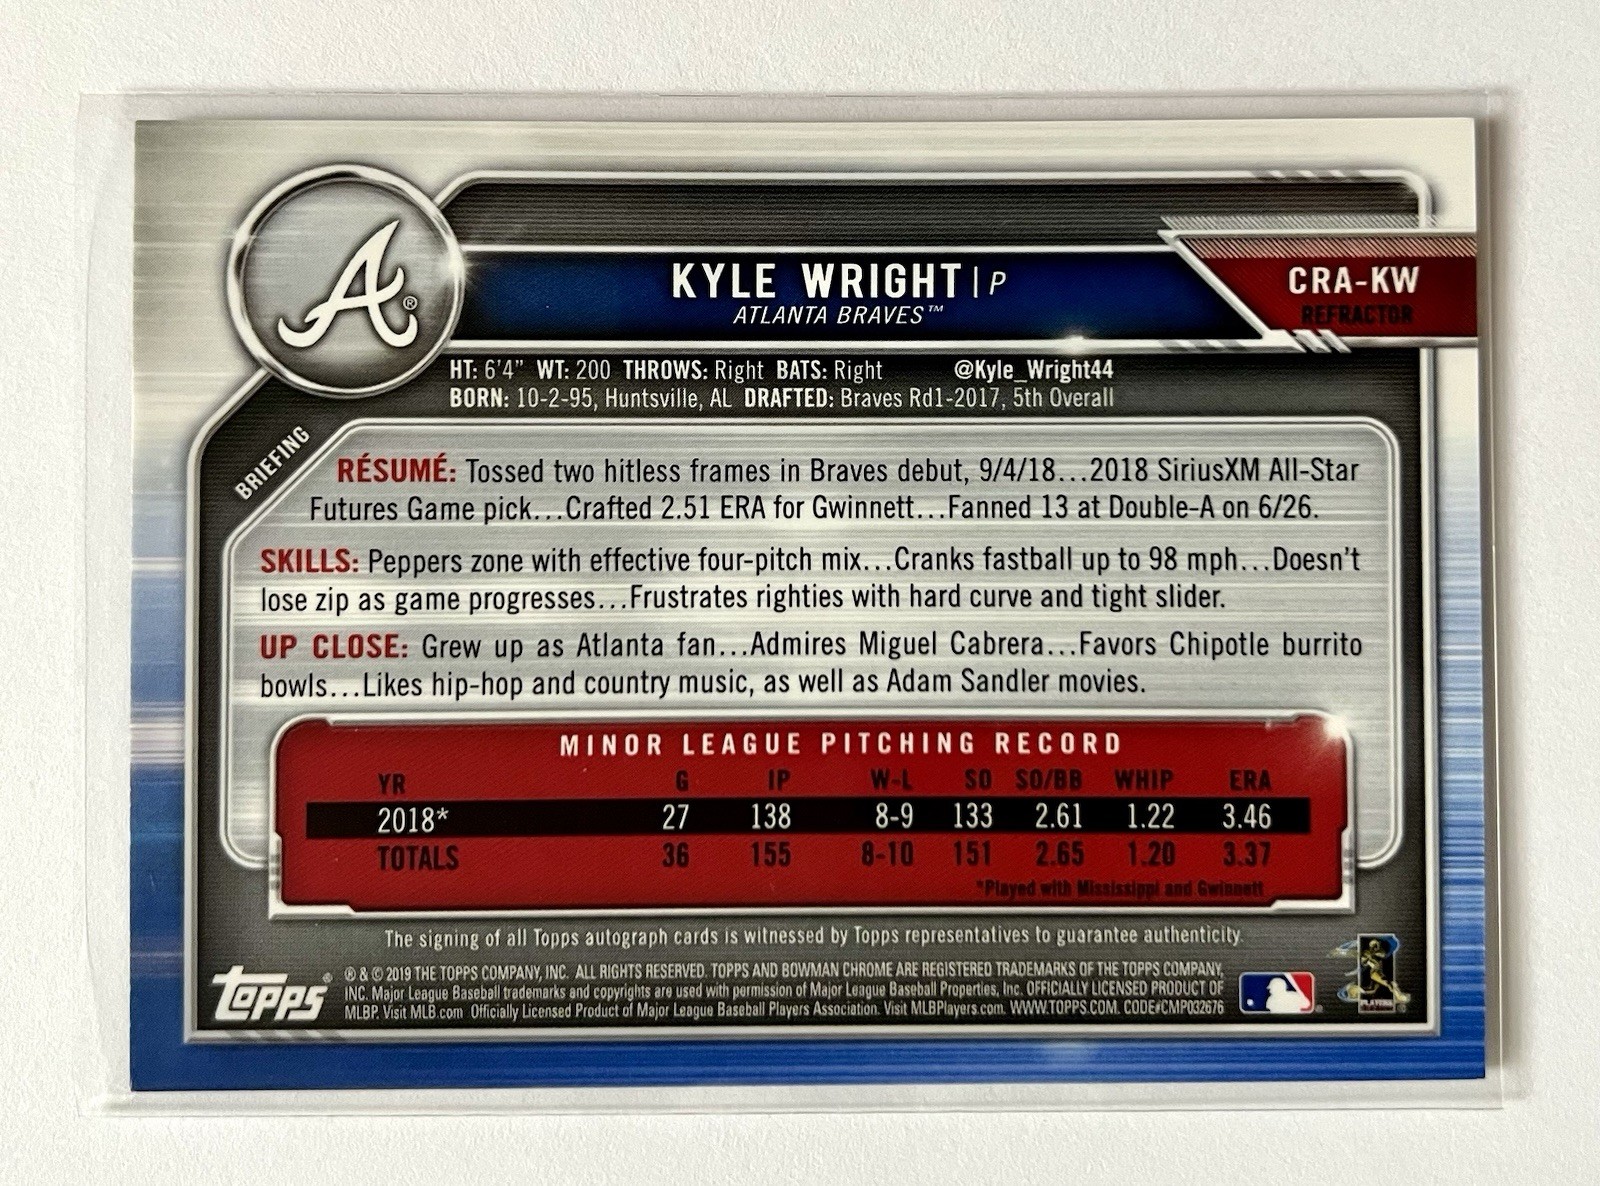 A®
KYLE WRIGHT | P
ATLANTA BRAVES™
CRA-KW
REFRACTOR
HT: 6'4" WT: 200 THROWS: Right BATS: Right @Kyle_Wright44
BORN: 10-2-95, Huntsville, AL DRAFTED: Braves Rd1-2017, 5th Overall
BRIEFING
RÉSUMÉ: Tossed two hitless frames in Braves debut, 9/4/18...2018 SiriusXM All-Star
Futures Game pick...Crafted 2.51 ERA for Gwinnett...Fanned 13 at Double-A on 6/26.
SKILLS: Peppers zone with effective four-pitch mix...Cranks fastball up to 98 mph...Doesn't
lose zip as game progresses...Frustrates righties with hard curve and tight slider.
UP CLOSE: Grew up as Atlanta fan...Admires Miguel Cabrera...Favors Chipotle burrito
bowls...Likes hip-hop and country music, as well as Adam Sandler movies.
MINOR LEAGUE PITCHING RECORD
YR G IP W-L SO SO/BB WHIP ERA
2018* 27 138 8-9 133 2.61 1.22 3.46
TOTALS 36 155 8-10 151 2.65 1.20 3.37
*Played with Mississippi and Gwinnett
The signing of all Topps autograph cards is witnessed by Topps representatives to guarantee authenticity.
Topps®
® & © 2019 THE TOPPS COMPANY, INC. ALL RIGHTS RESERVED. TOPPS AND BOWMAN CHROME ARE REGISTERED TRADEMARKS OF THE TOPPS COMPANY,
INC. Major League Baseball trademarks and copyrights are used with permission of Major League Baseball Properties, Inc. OFFICIALLY LICENSED PRODUCT OF
MLBP. Visit MLB.com Officially Licensed Product of Major League Baseball Players Association. Visit MLBPlayers.com. WWW.TOPPS.COM. CODE#CMP032676
PLAYERS